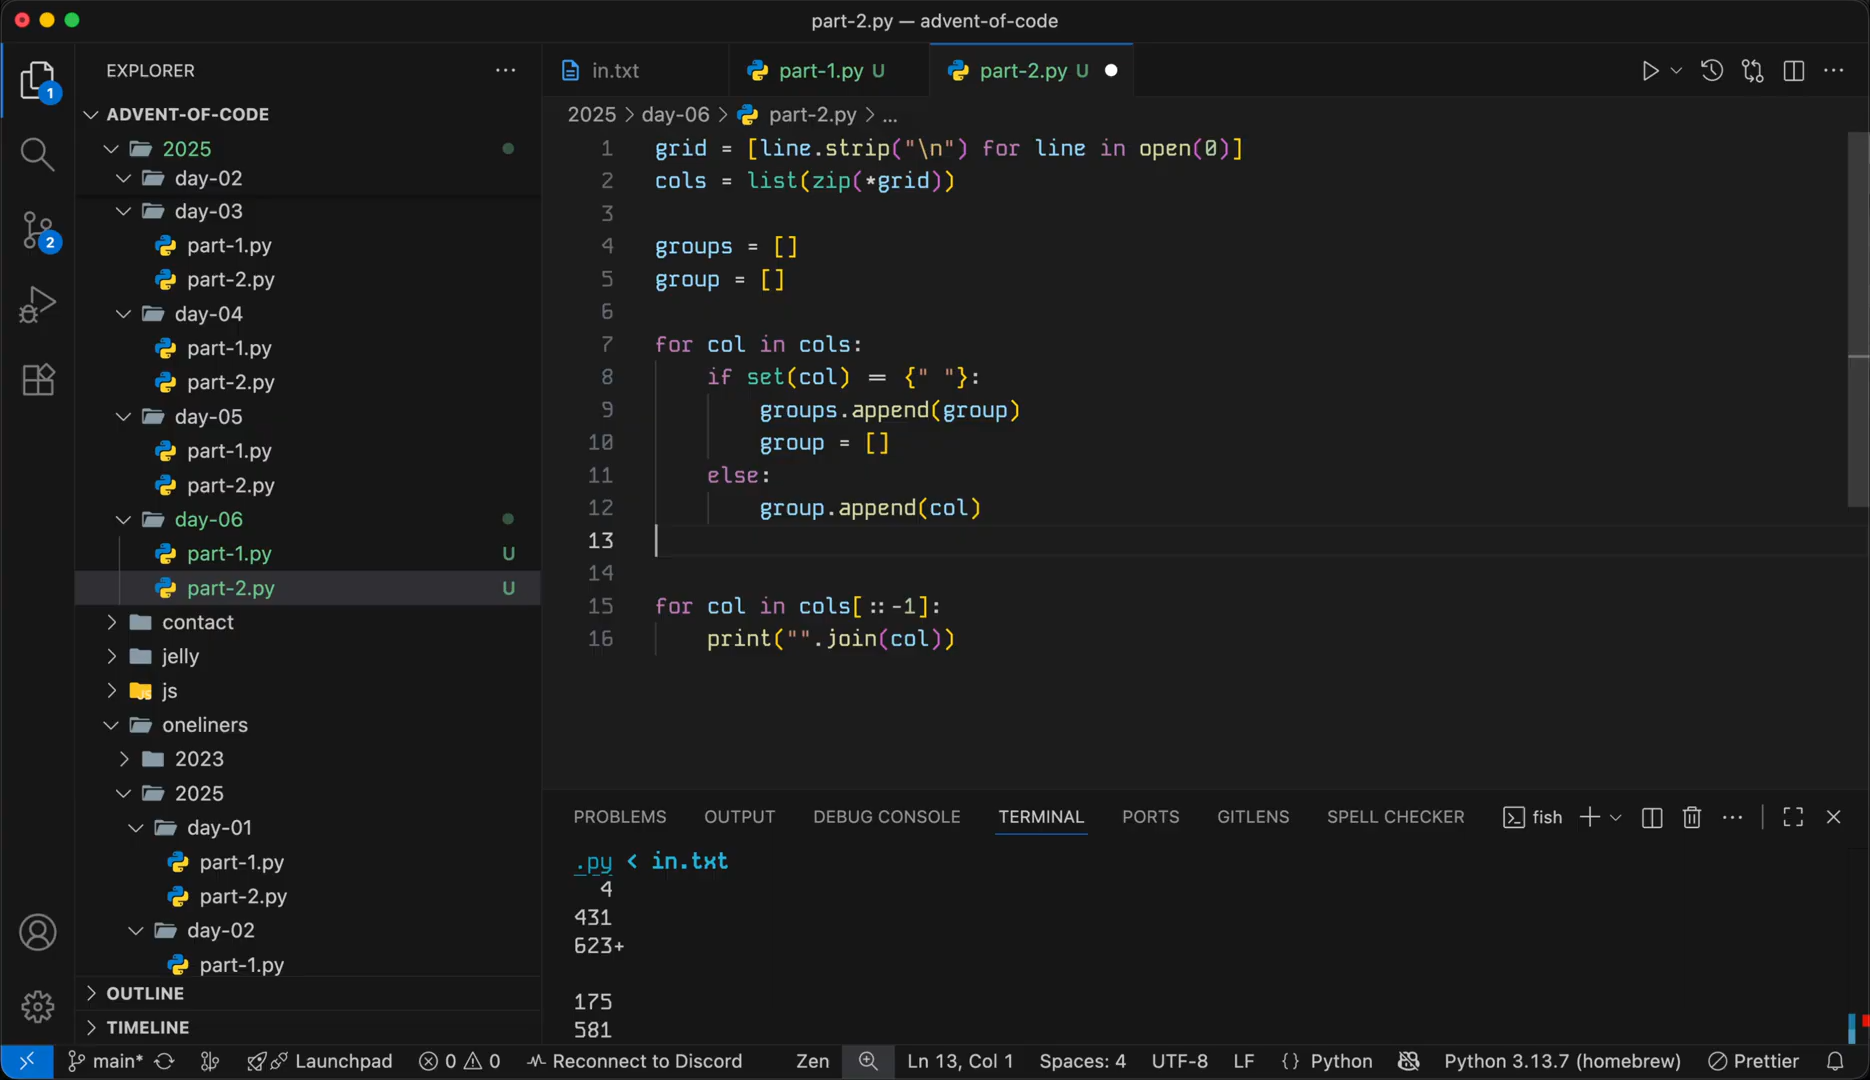 part-2.py — advent-of-code
EXPLORER
in.txt
part-1.py U
part-2.py U
ADVENT-OF-CODE
2025 > day-06 > part-2.py > ...
2025
day-02
day-03
part-1.py
part-2.py
day-04
part-1.py
part-2.py
day-05
part-1.py
part-2.py
day-06
part-1.py U
part-2.py U
contact
jelly
js
oneliners
2023
2025
day-01
part-1.py
part-2.py
day-02
part-1.py
OUTLINE
TIMELINE
1 grid = [line.strip("\n") for line in open(0)]
2 cols = list(zip(*grid))
3
4 groups = []
5 group = []
6
7 for col in cols:
8 if set(col) == {" "}:
9 groups.append(group)
10 group = []
11 else:
12 group.append(col)
13
14
15 for col in cols[::-1]:
16 print("".join(col))
PROBLEMS OUTPUT DEBUG CONSOLE TERMINAL PORTS GITLENS SPELL CHECKER fish
.py < in.txt
4
431
623+
175
581
1
2
main* Launchpad 0 0 Reconnect to Discord Zen Ln 13, Col 1 Spaces: 4 UTF-8 LF {} Python Python 3.13.7 (homebrew) Prettier